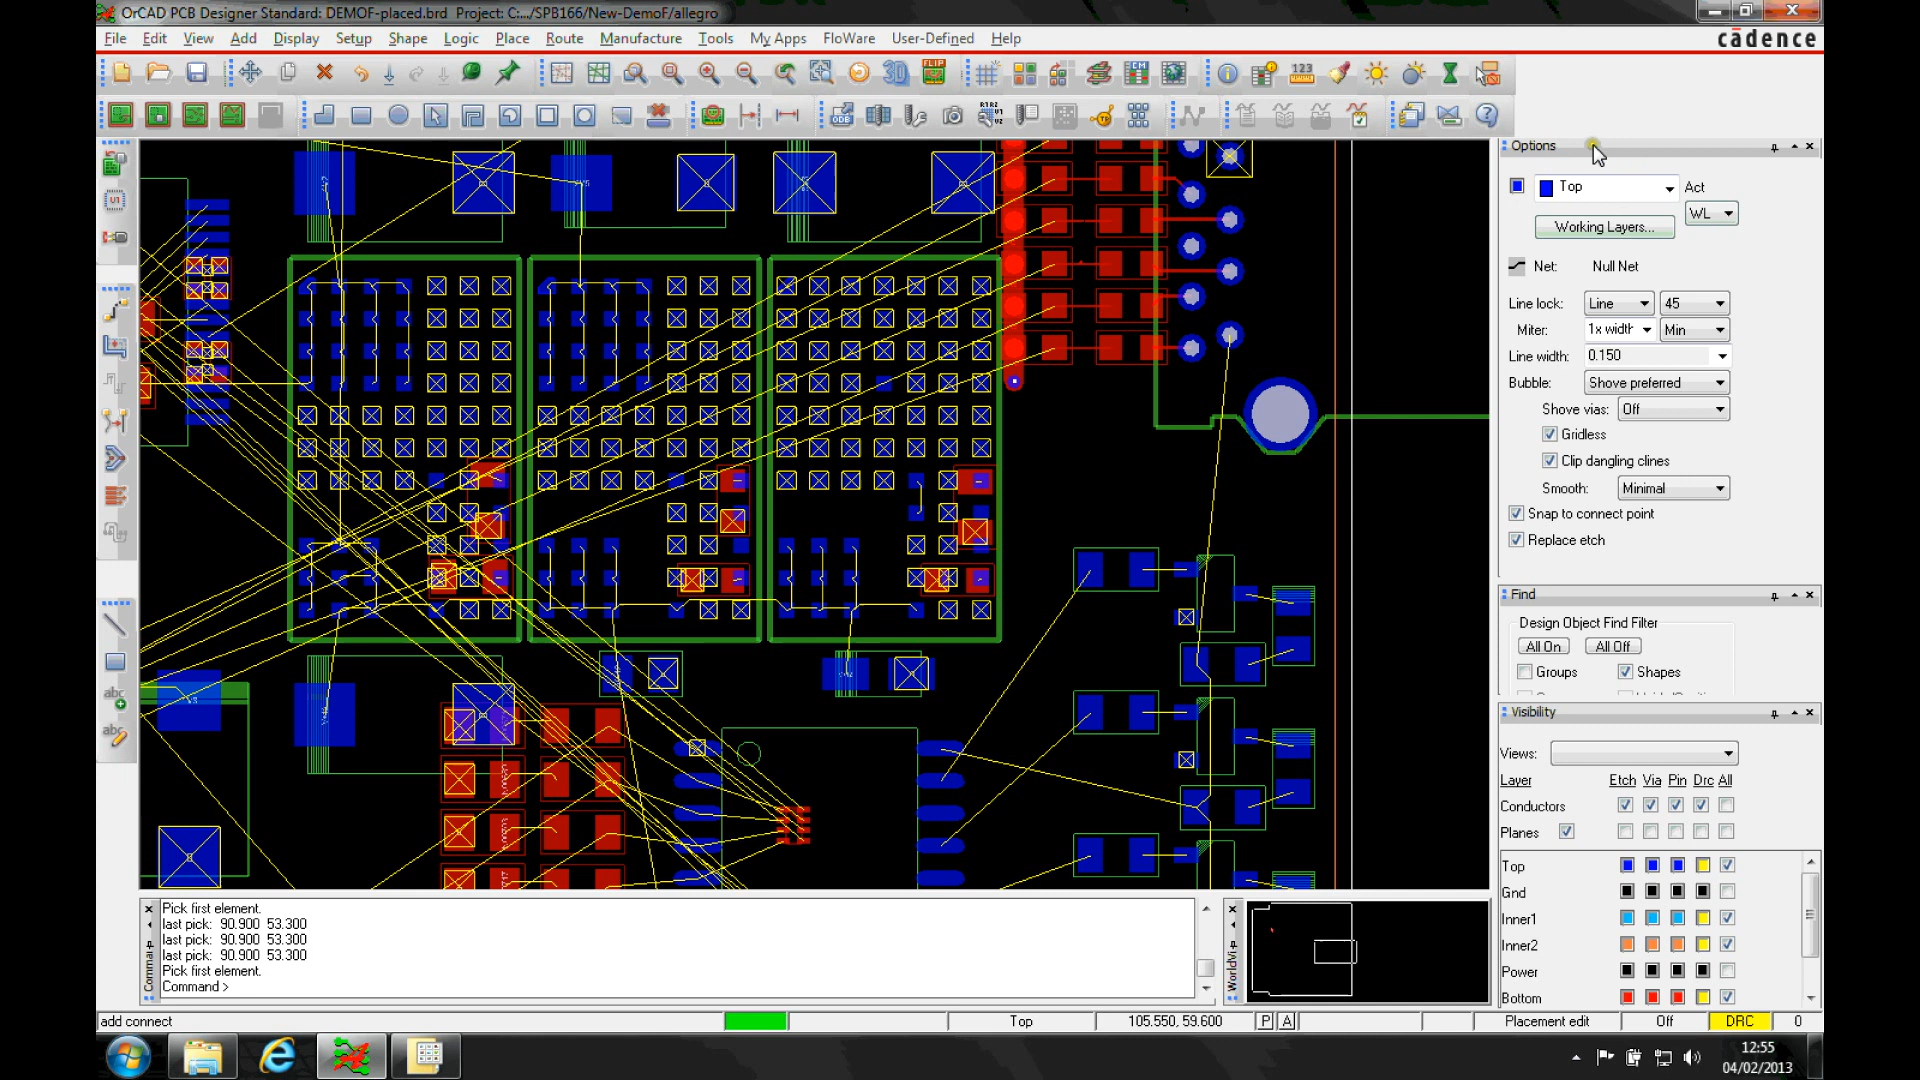 OrCAD PCB Designer Standard: DEMOF-placed.brd  Project: C:.../SPB166/New-DemoF/allegro
File Edit View Add Display Setup Shape Logic Place Route Manufacture Tools My Apps FloWare User-Defined Help
cādence
Options
Top Act
WL
Working Layers...
Net: Null Net
Line lock: Line 45
Miter: 1x width Min
Line width: 0.150
Bubble: Shove preferred
Shove vias: Off
Gridless
Clip dangling clines
Smooth: Minimal
Snap to connect point
Replace etch
Find
Design Object Find Filter
All On All Off
Groups Shapes
Visibility
Views:
Layer Etch Via Pin Drc All
Conductors
Planes
Top
Gnd
Inner1
Inner2
Power
Bottom
Pick first element.
last pick:  90.900  53.300
last pick:  90.900  53.300
last pick:  90.900  53.300
Pick first element.
Command >
add connect Top 105.550, 59.600 P A Placement edit Off DRC 0
12:55
04/02/2013